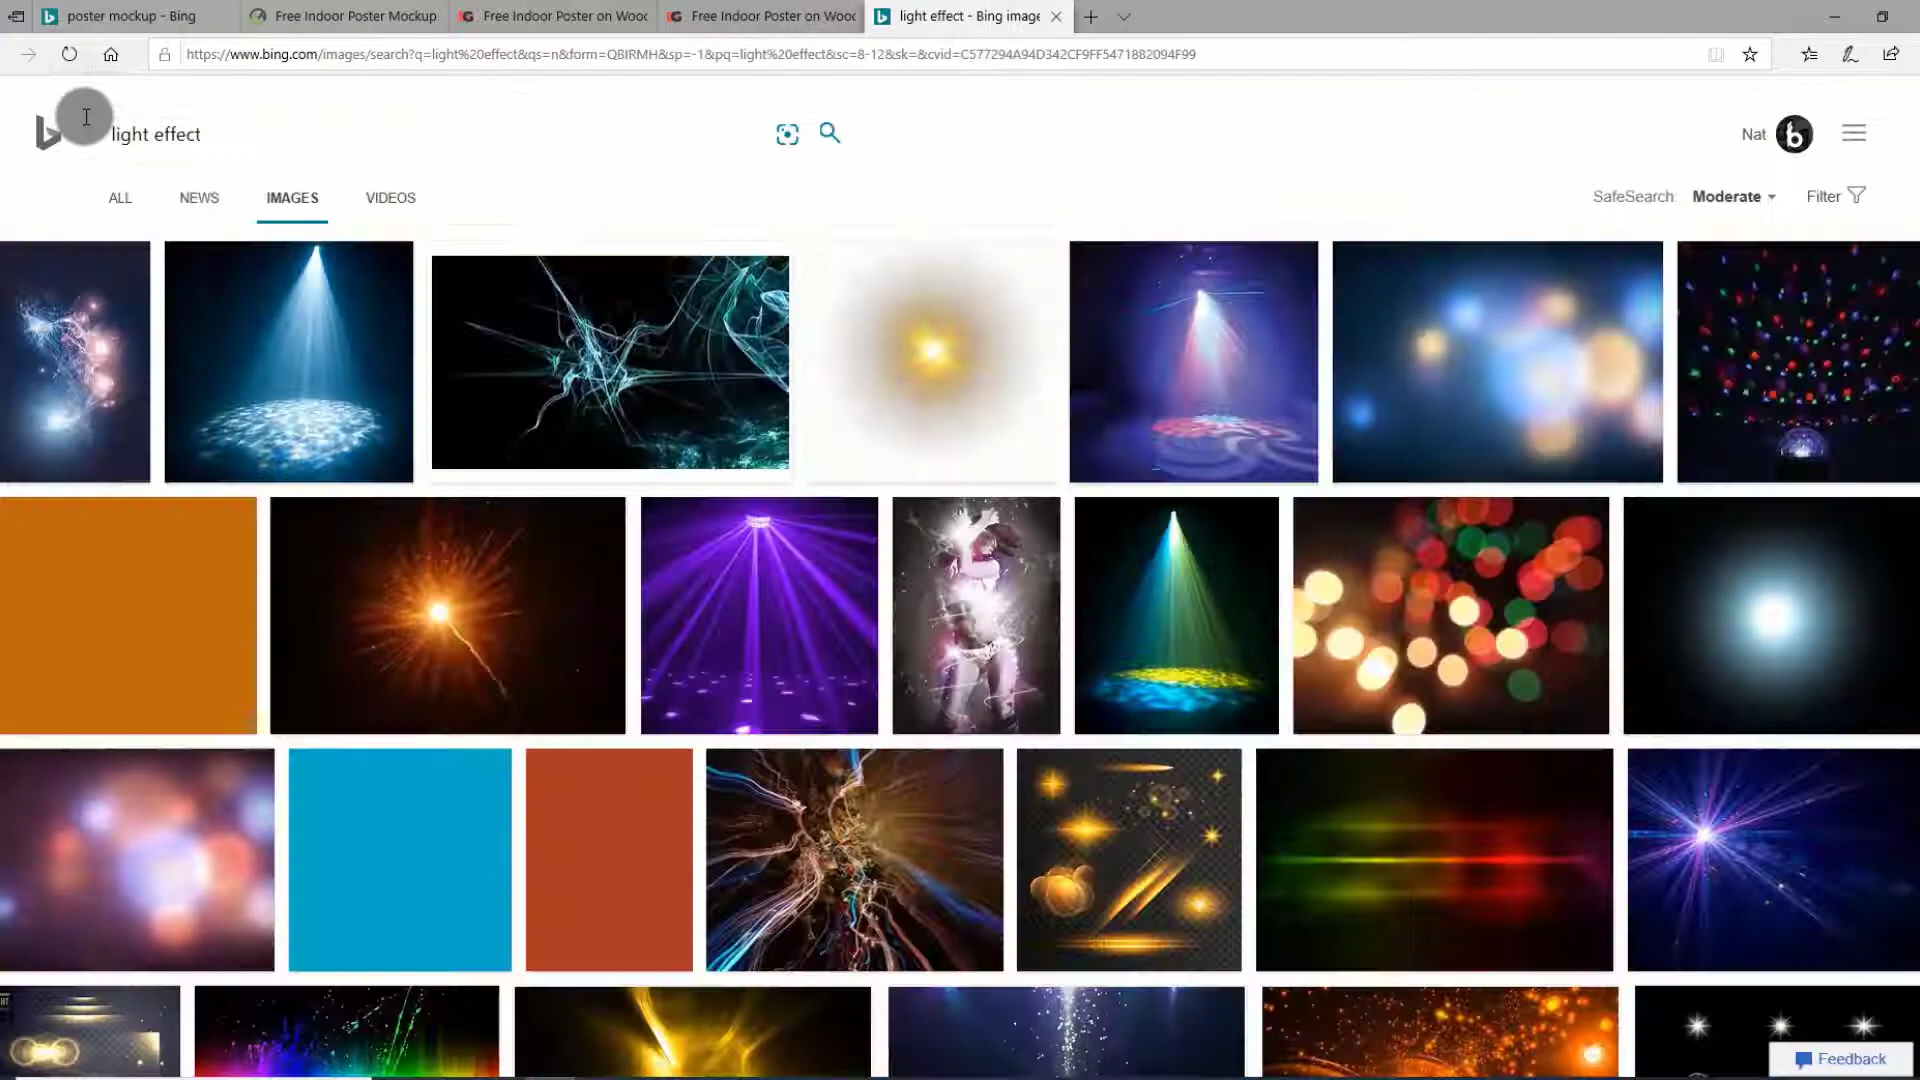 poster mockup - Bing
Free Indoor Poster Mockup
Free Indoor Poster on Wooc
Free Indoor Poster on Wooc
light effect - Bing image
https://www.bing.com/images/search?q=light%20effect&qs=n&form=QBIRMH&sp=-1&pq=light%20effect&sc=8-12&sk=&cvid=C577294A94D342CF9FF5471882094F99
light effect
Nat
ALL
NEWS
IMAGES
VIDEOS
SafeSearch:
Moderate
Filter
Feedback